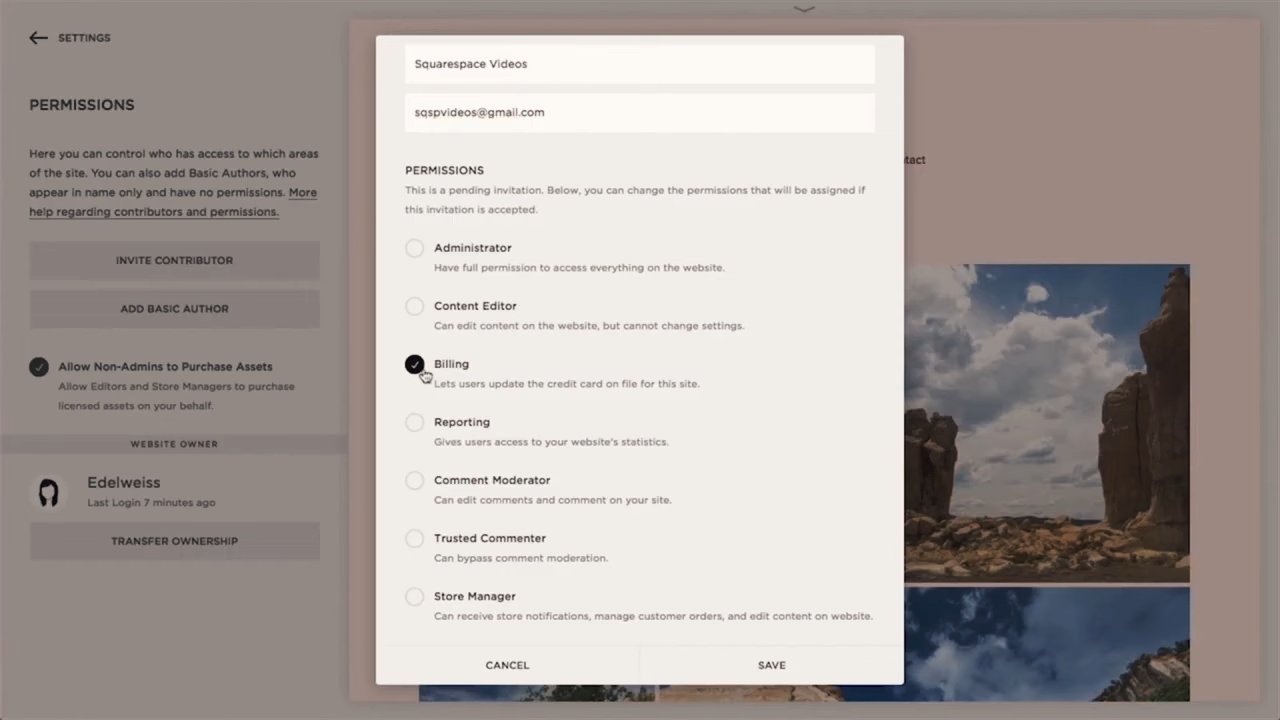 SETTINGS
PERMISSIONS
Here you can control who has access to which areas
of the site. You can also add Basic Authors, who
appear in name only and have no permissions. More
help regarding contributors and permissions.
INVITE CONTRIBUTOR
ADD BASIC AUTHOR
Allow Non-Admins to Purchase Assets
Allow Editors and Store Managers to purchase
licensed assets on your behalf.
WEBSITE OWNER
Edelweiss
Last Login 7 minutes ago
TRANSFER OWNERSHIP
Squarespace Videos
sqspvideos@gmail.com
PERMISSIONS
This is a pending invitation. Below, you can change the permissions that will be assigned if
this invitation is accepted.
Administrator
Have full permission to access everything on the website.
Content Editor
Can edit content on the website, but cannot change settings.
Billing
Lets users update the credit card on file for this site.
Reporting
Gives users access to your website's statistics.
Comment Moderator
Can edit comments and comment on your site.
Trusted Commenter
Can bypass comment moderation.
Store Manager
Can receive store notifications, manage customer orders, and edit content on website.
CANCEL
SAVE
ntact